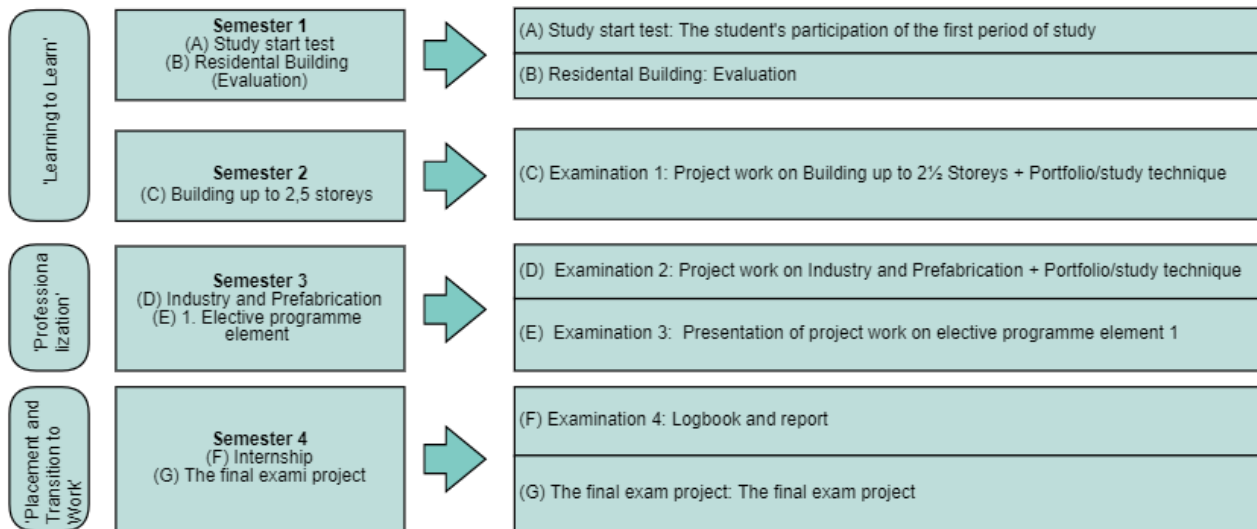 'Learning to Learn'
Semester 1
(A) Study start test
(B) Residental Building
(Evaluation)
(A) Study start test: The student's participation of the first period of study
(B) Residental Building: Evaluation
Semester 2
(C) Building up to 2,5 storeys
(C) Examination 1: Project work on Building up to 2½ Storeys + Portfolio/study technique
'Professiona
lization'
Semester 3
(D) Industry and Prefabrication
(E) 1. Elective programme
element
(D) Examination 2: Project work on Industry and Prefabrication + Portfolio/study technique
(E) Examination 3: Presentation of project work on elective programme element 1
'Placement and
Transition to
Work'
Semester 4
(F) Internship
(G) The final exami project
(F) Examination 4: Logbook and report
(G) The final exam project: The final exam project